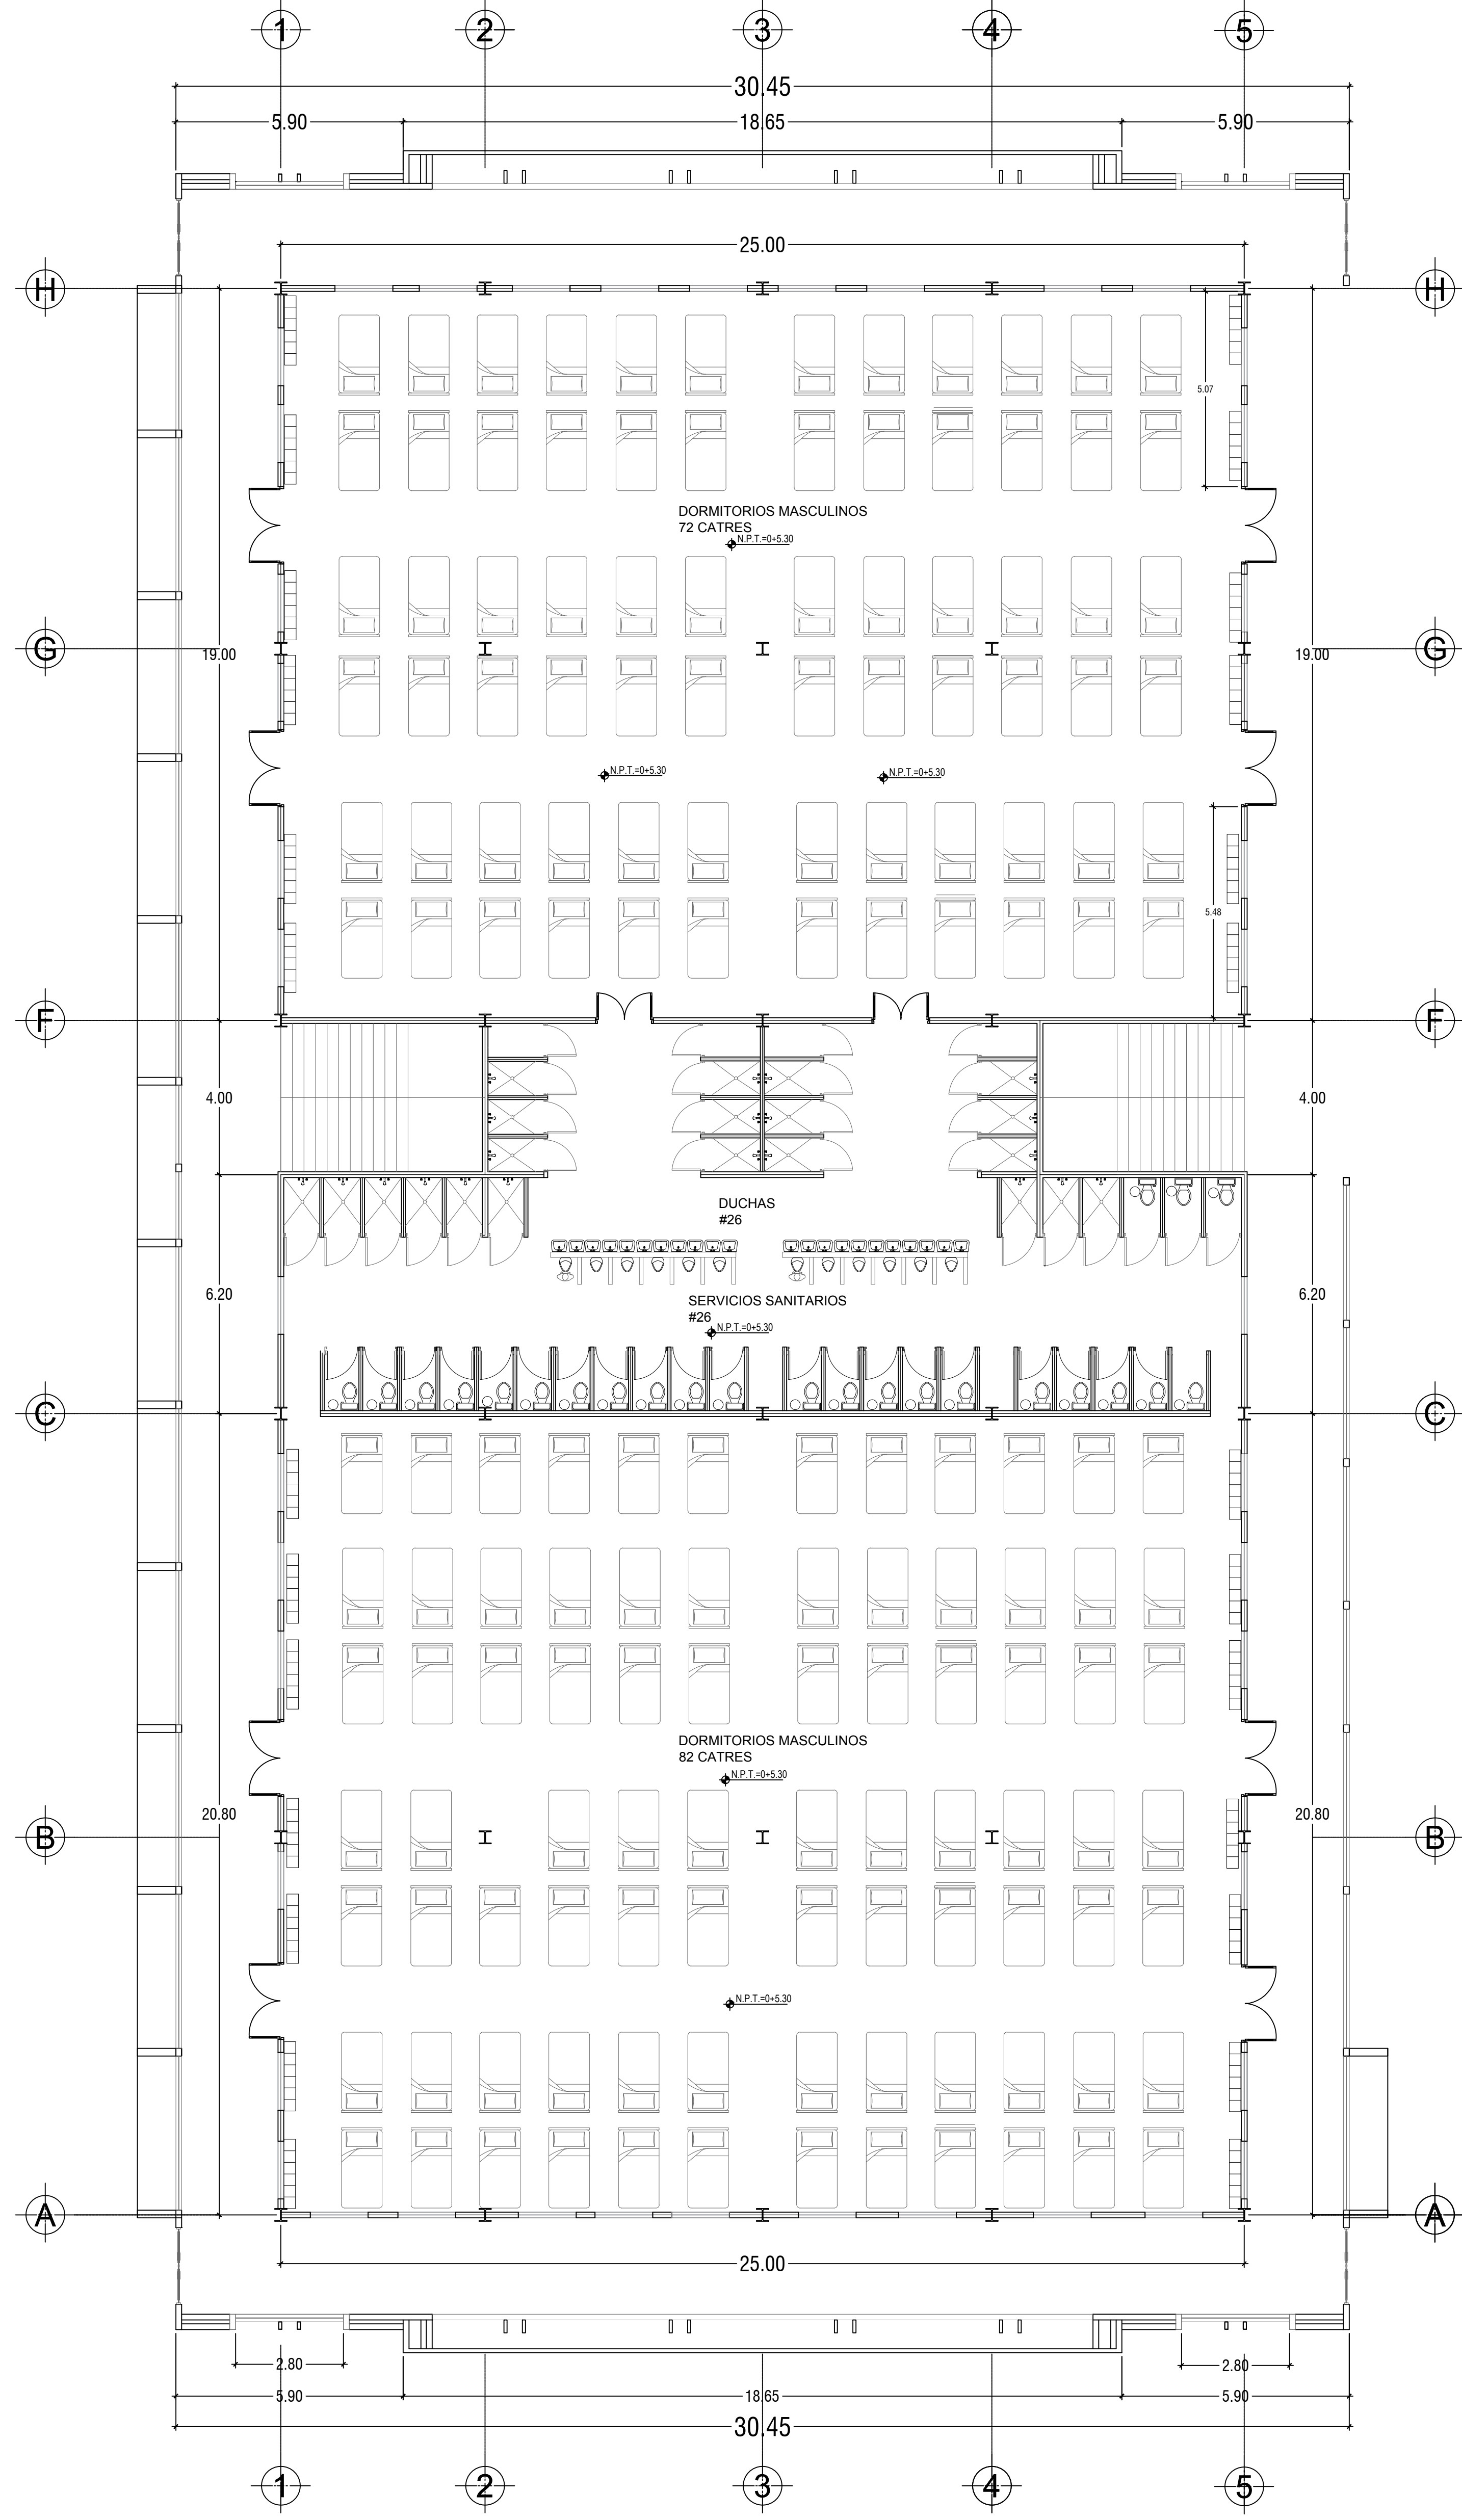 1 2 3 4 5
30.45
5.90 18.65 5.90
25.00
H H
5.07
DORMITORIOS MASCULINOS
72 CATRES
N.P.T.=0+5.30
G 19.00 19.00 G
N.P.T.=0+5.30 N.P.T.=0+5.30
5.48
F F
4.00 4.00
DUCHAS
#26
6.20 6.20
SERVICIOS SANITARIOS
#26
N.P.T.=0+5.30
C C
DORMITORIOS MASCULINOS
82 CATRES
N.P.T.=0+5.30
20.80 20.80
B B
N.P.T.=0+5.30
A A
25.00
2.80 2.80
5.90 18.65 5.90
30.45
1 2 3 4 5